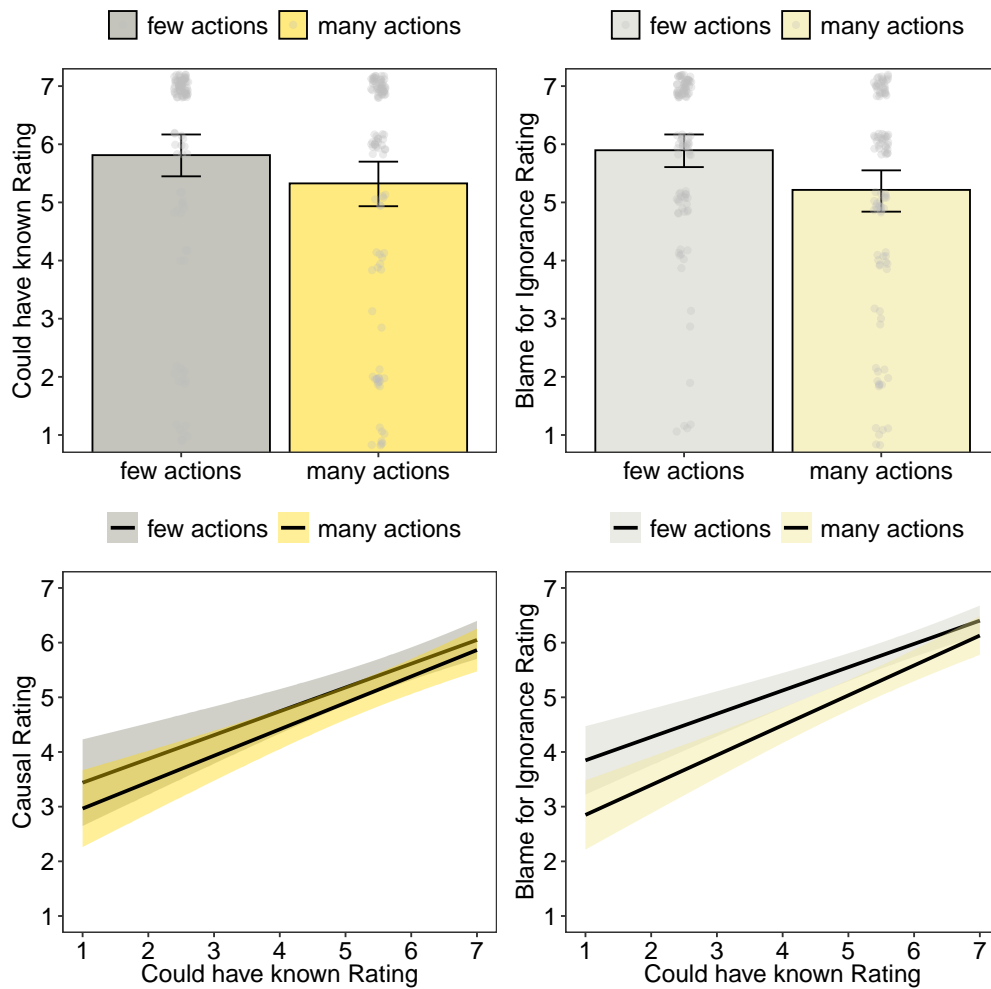 few actions many actions
few actions many actions
Could have known Rating
7
6
5
4
3
2
1
few actions many actions
Blame for Ignorance Rating
7
6
5
4
3
2
1
few actions many actions
few actions many actions
few actions many actions
Causal Rating
7
6
5
4
3
2
1
1 2 3 4 5 6 7
Could have known Rating
Blame for Ignorance Rating
7
6
5
4
3
2
1
1 2 3 4 5 6 7
Could have known Rating